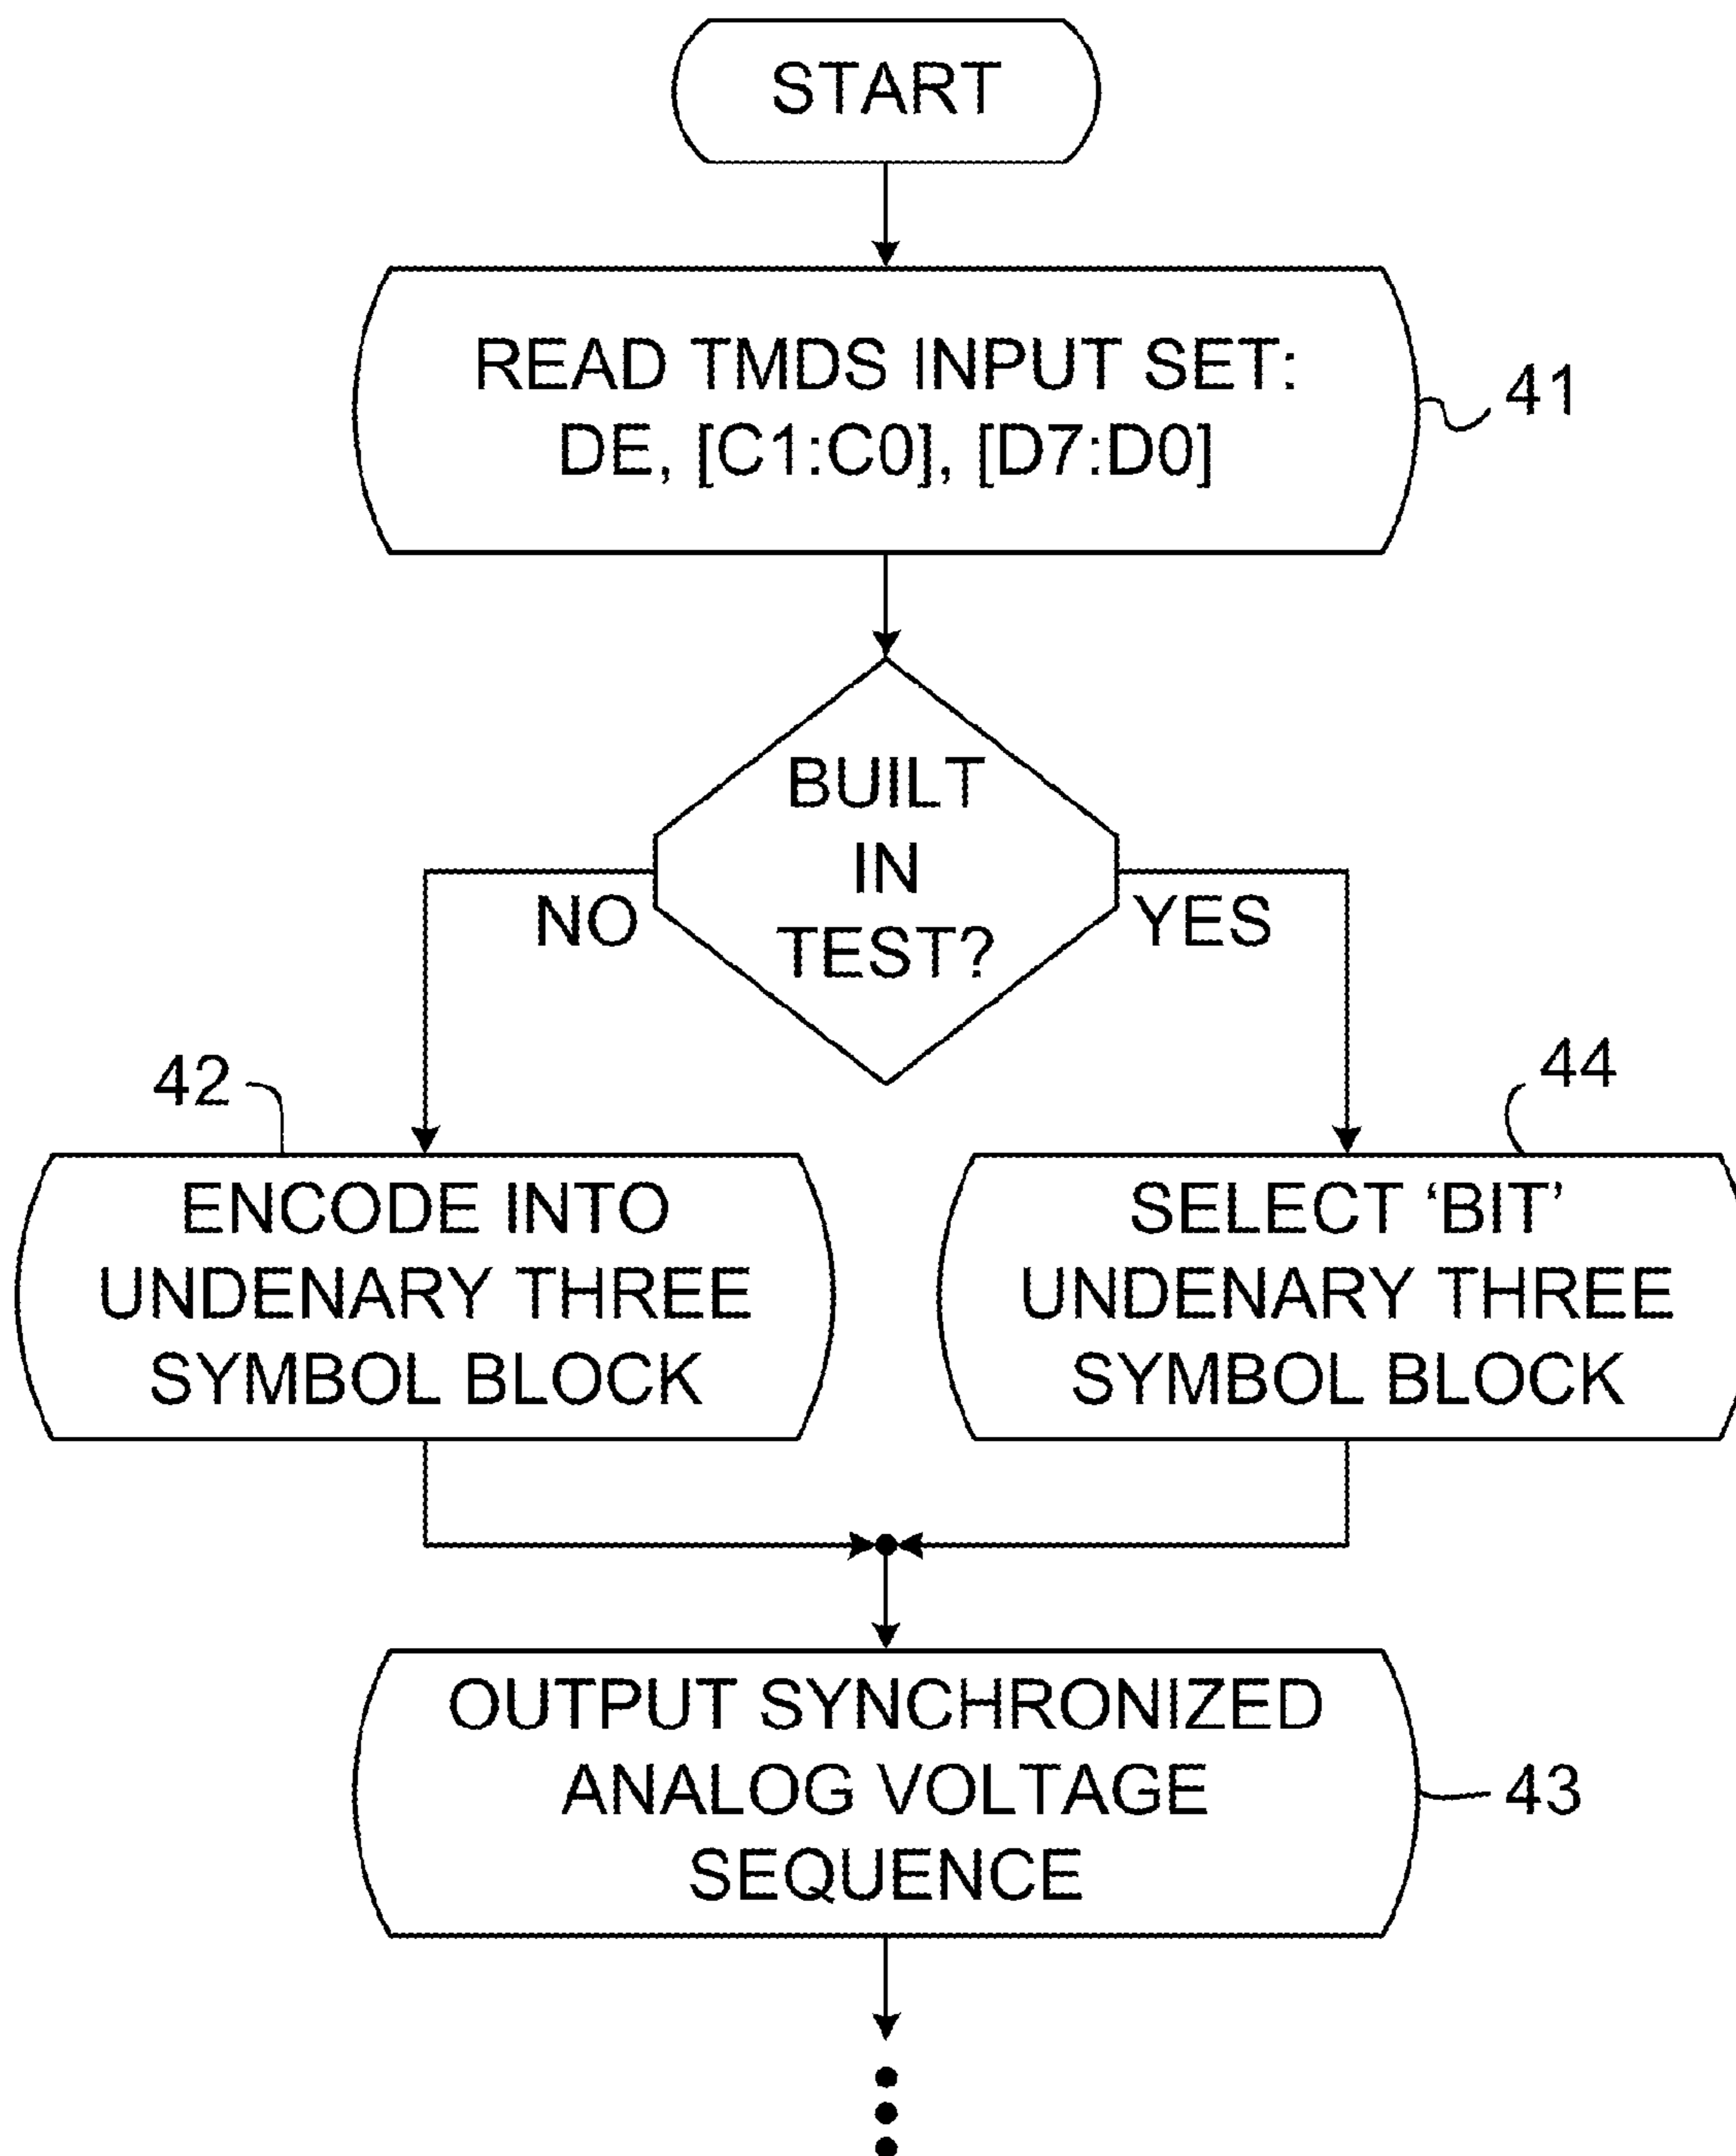 START
READ TMDS INPUT SET:
DE, [C1:C0], [D7:D0]
41
BUILT
IN
TEST?
NO
YES
42
44
ENCODE INTO
UNDENARY THREE
SYMBOL BLOCK
SELECT ‘BIT’
UNDENARY THREE
SYMBOL BLOCK
OUTPUT SYNCHRONIZED
ANALOG VOLTAGE
SEQUENCE
43